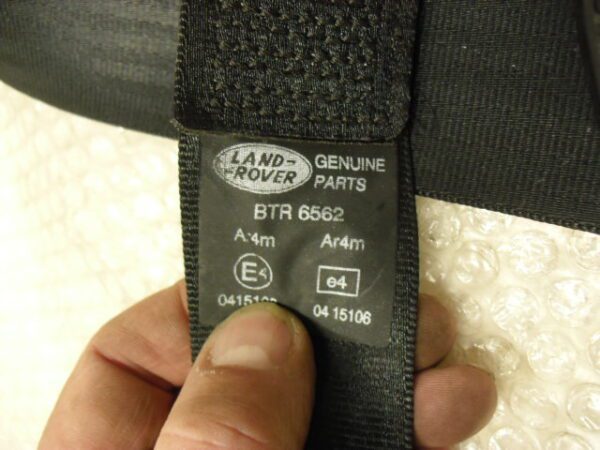 LAND-
-ROVER
GENUINE
PARTS
BTR 6562
A:4m Ar4m
E4 e4
04 15106